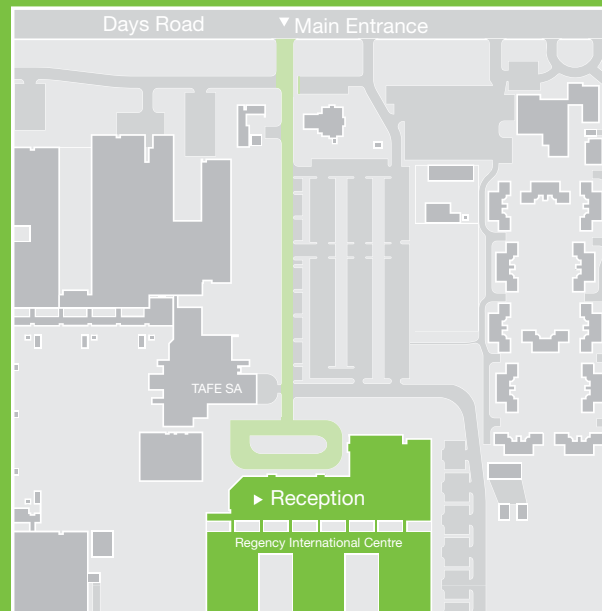 Days Road
Main Entrance
TAFE SA
Reception
Regency International Centre